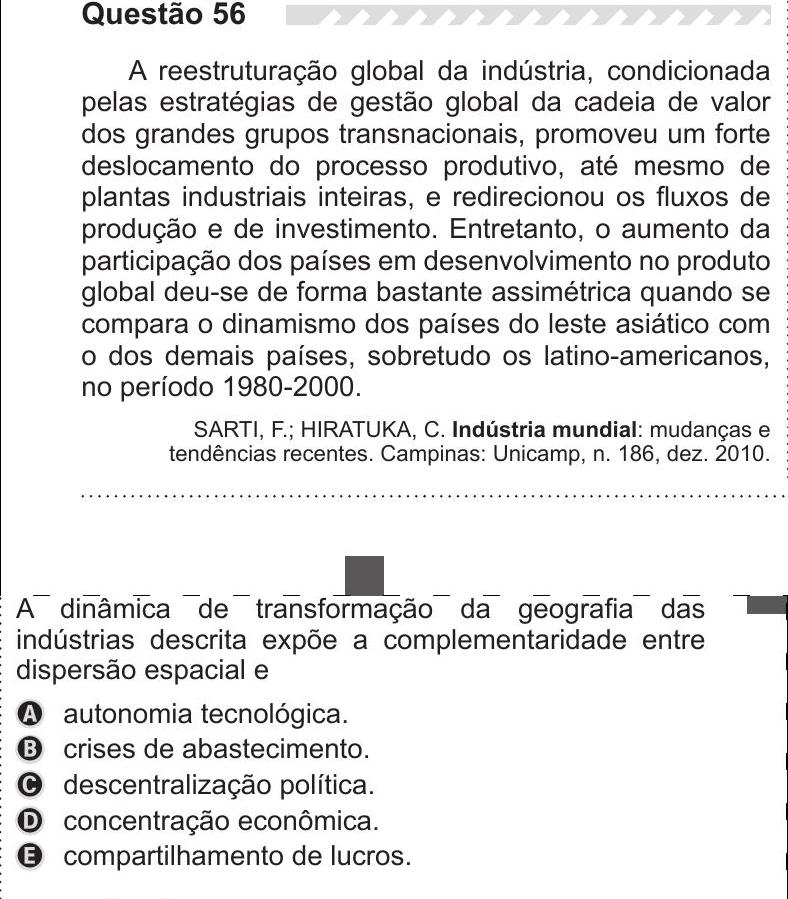 Questão 56
A reestruturação global da indústria, condicionada
pelas estratégias de gestão global da cadeia de valor
dos grandes grupos transnacionais, promoveu um forte
deslocamento do processo produtivo, até mesmo de
plantas industriais inteiras, e redirecionou os fluxos de
produção e de investimento. Entretanto, o aumento da
participação dos países em desenvolvimento no produto
global deu-se de forma bastante assimétrica quando se
compara o dinamismo dos países do leste asiático com
o dos demais países, sobretudo os latino-americanos,
no período 1980-2000.
SARTI, F.; HIRATUKA, C. Indústria mundial: mudanças e
tendências recentes. Campinas: Unicamp, n. 186, dez. 2010.
A dinâmica de transformação da geografia das
indústrias descrita expõe a complementaridade entre
dispersão espacial e
A autonomia tecnológica.
B crises de abastecimento.
C descentralização política.
D concentração econômica.
E compartilhamento de lucros.